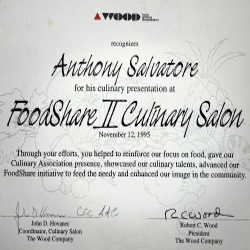 WOOD
recognizes
Anthony Salvatore
for his culinary presentation at
FoodShare II Culinary Salon
November 12, 1995
Through your efforts, you helped to reinforce our focus on food, gave our
Culinary Association presence, showcased our culinary talents, advanced our
FoodShare initiative to feed the needy and enhanced our image in the community.
John D. Hovanec
Coordinator, Culinary Salon
The Wood Company
RCWood
Robert C. Wood
President
The Wood Company